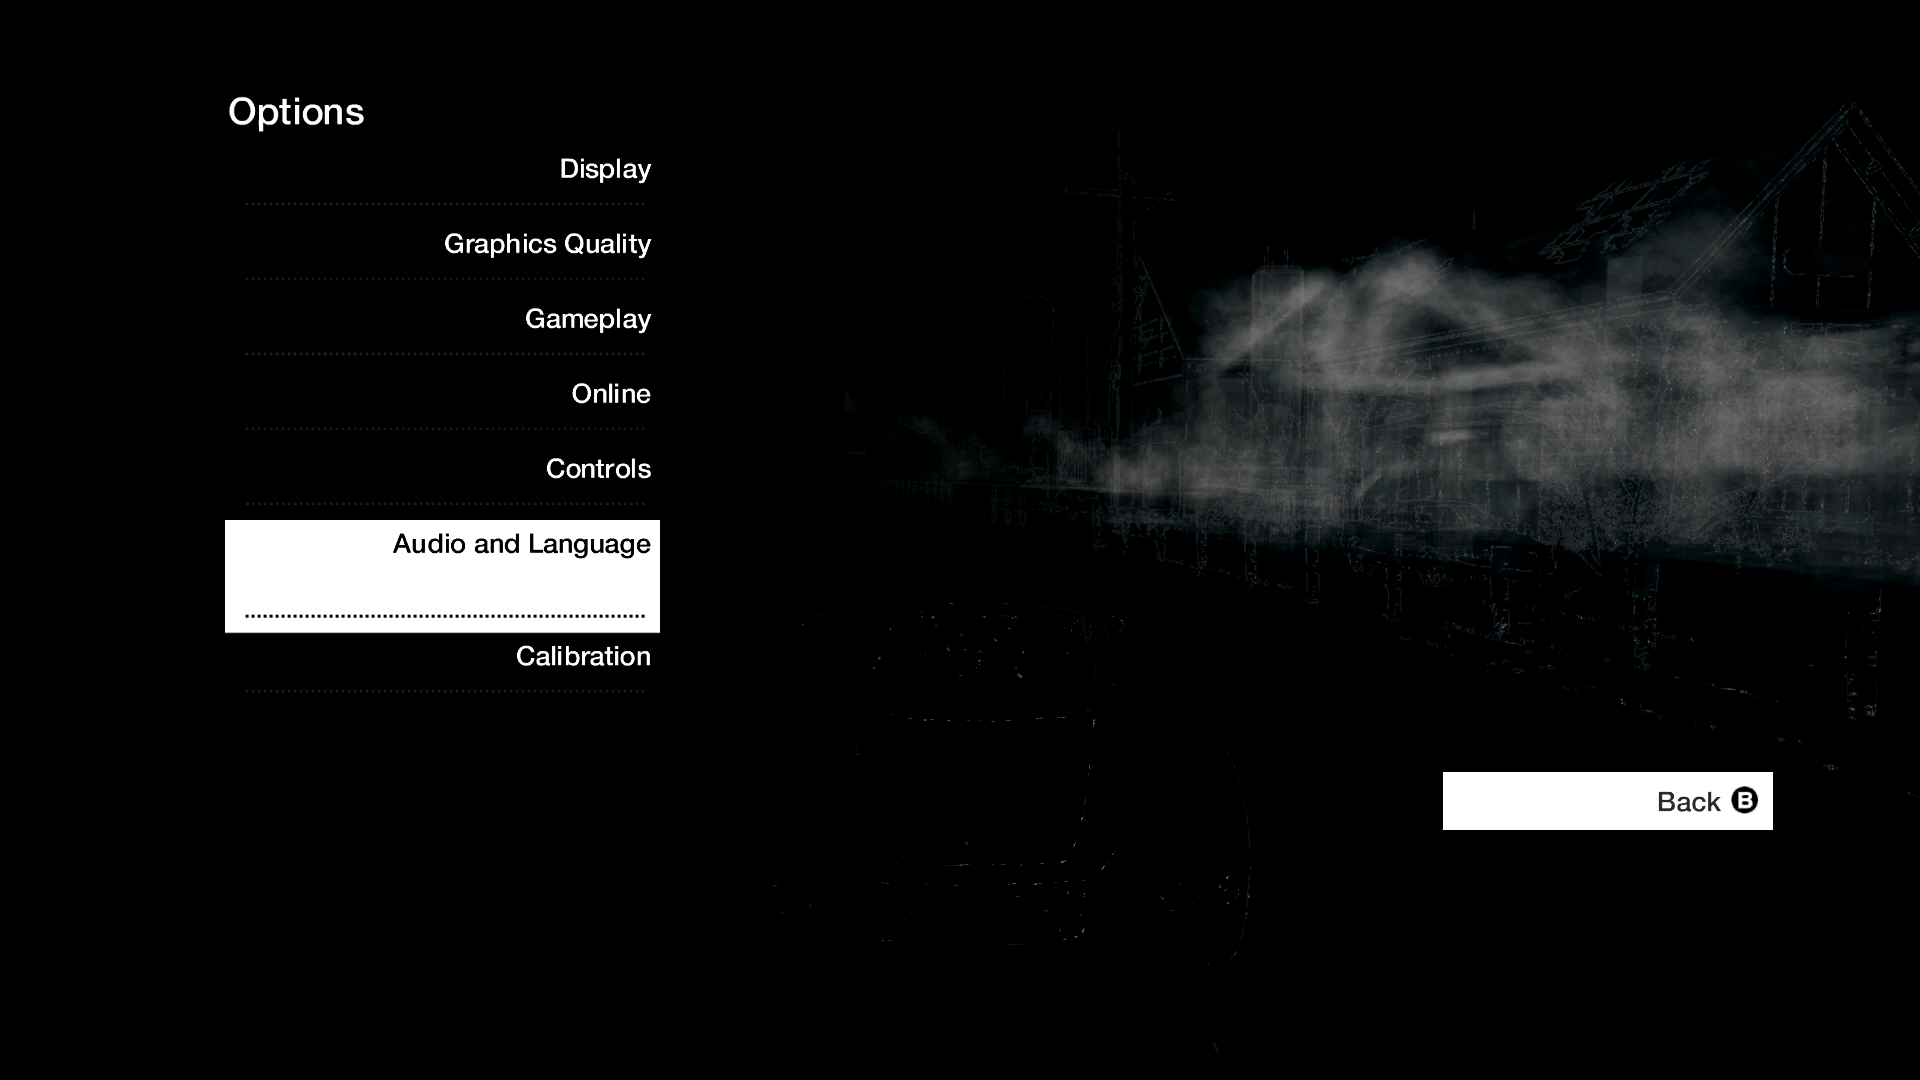 Options
Display
Graphics Quality
Gameplay
Online
Controls
Audio and Language
Calibration
Back B